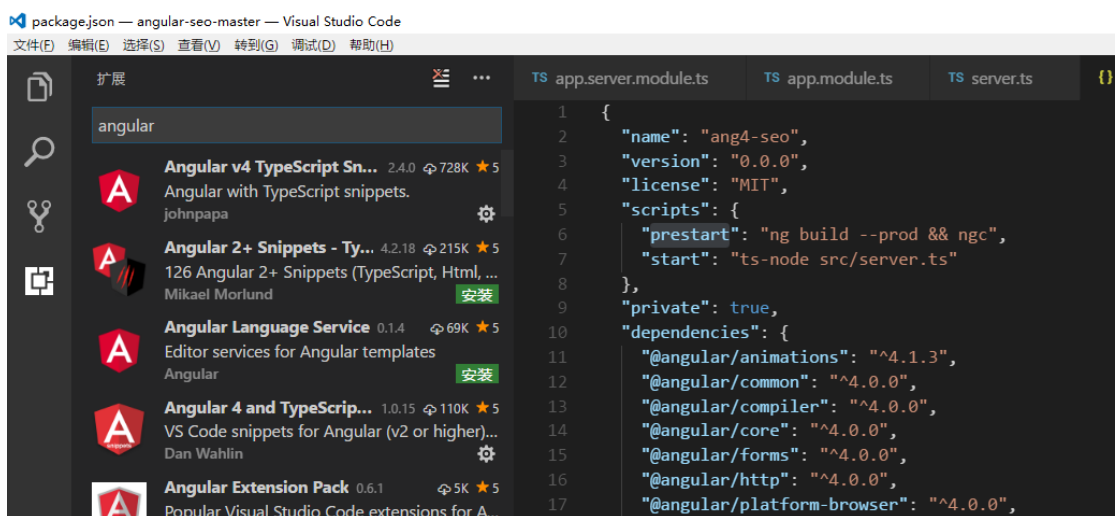 package.json — angular-seo-master — Visual Studio Code
文件(F) 编辑(E) 选择(S) 查看(V) 转到(G) 调试(D) 帮助(H)
扩展
angular
Angular v4 TypeScript Sn... 2.4.0 728K 5
Angular with TypeScript snippets.
johnpapa
Angular 2+ Snippets - Ty... 4.2.18 215K 5
126 Angular 2+ Snippets (TypeScript, Html, ...
Mikael Morlund 安装
Angular Language Service 0.1.4 69K 5
Editor services for Angular templates
Angular 安装
Angular 4 and TypeScrip... 1.0.15 110K 5
VS Code snippets for Angular (v2 or higher)...
Dan Wahlin
Angular Extension Pack 0.6.1 5K 5
Popular Visual Studio Code extensions for A...
TS app.server.module.ts TS app.module.ts TS server.ts {}
1 {
2 "name": "ang4-seo",
3 "version": "0.0.0",
4 "license": "MIT",
5 "scripts": {
6 "prestart": "ng build --prod && ngc",
7 "start": "ts-node src/server.ts"
8 },
9 "private": true,
10 "dependencies": {
11 "@angular/animations": "^4.1.3",
12 "@angular/common": "^4.0.0",
13 "@angular/compiler": "^4.0.0",
14 "@angular/core": "^4.0.0",
15 "@angular/forms": "^4.0.0",
16 "@angular/http": "^4.0.0",
17 "@angular/platform-browser": "^4.0.0",